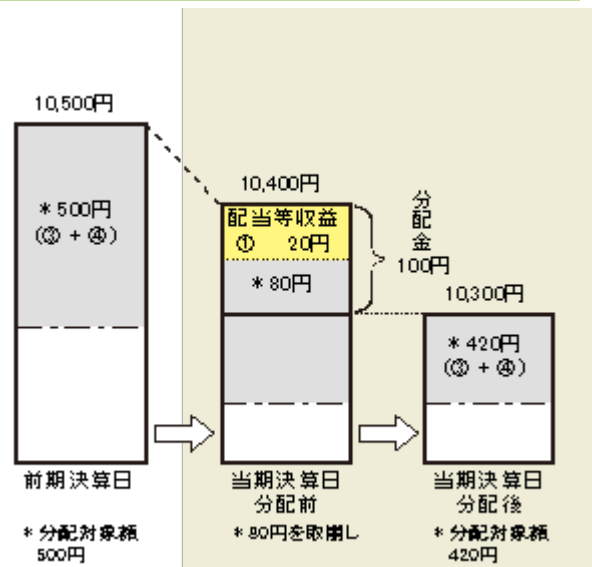 10,500円
*500円
(③ + ④)
前期決算日
* 分配対象額
500円
10,400円
配当等収益
① 20円
*80円
分配金
100円
当期決算日
分配前
*80円を取崩し
10,300円
*420円
(③ + ④)
当期決算日
分配後
* 分配対象額
420円